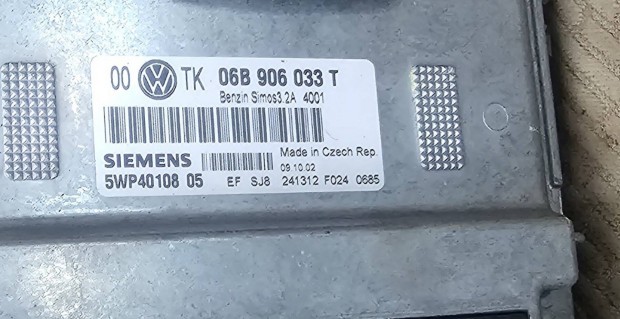 00 TK 06B 906 033 T
Benzin Simos3.2A 4001
SIEMENS Made in Czech Rep.
09.10.02
5WP40108 05 EF SJ8 241312 F024 0685